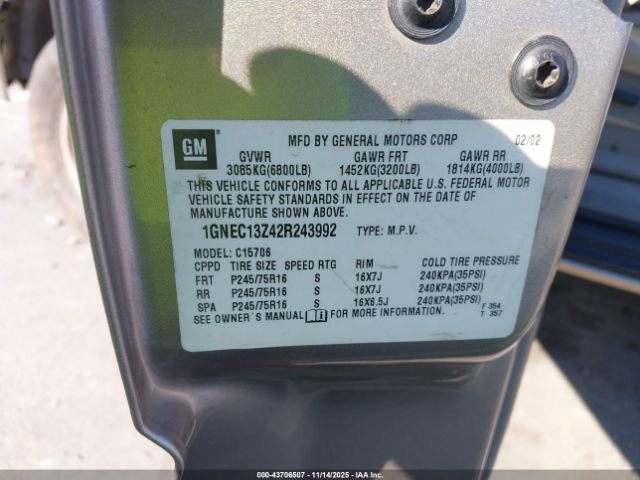 GM
MFD BY GENERAL MOTORS CORP 02/02
GVWR GAWR FRT GAWR RR
3085KG(6800LB) 1452KG(3200LB) 1814KG(4000LB)
THIS VEHICLE CONFORMS TO ALL APPLICABLE U.S. FEDERAL MOTOR
VEHICLE SAFETY STANDARDS IN EFFECT ON THE DATE OF
MANUFACTURE SHOWN ABOVE.
1GNEC13Z42R243992 TYPE: M.P.V.
MODEL: C15706
CPPD TIRE SIZE SPEED RTG RIM COLD TIRE PRESSURE
FRT P245/75R16 S 16X7J 240KPA(35PSI)
RR P245/75R16 S 16X7J 240KPA(35PSI)
SPA P245/75R16 S 16X6.5J 240KPA(35PSI)
F 354
SEE OWNER'S MANUAL FOR MORE INFORMATION. T 357
000-43706507 - 11/14/2025 - IAAI, Inc.